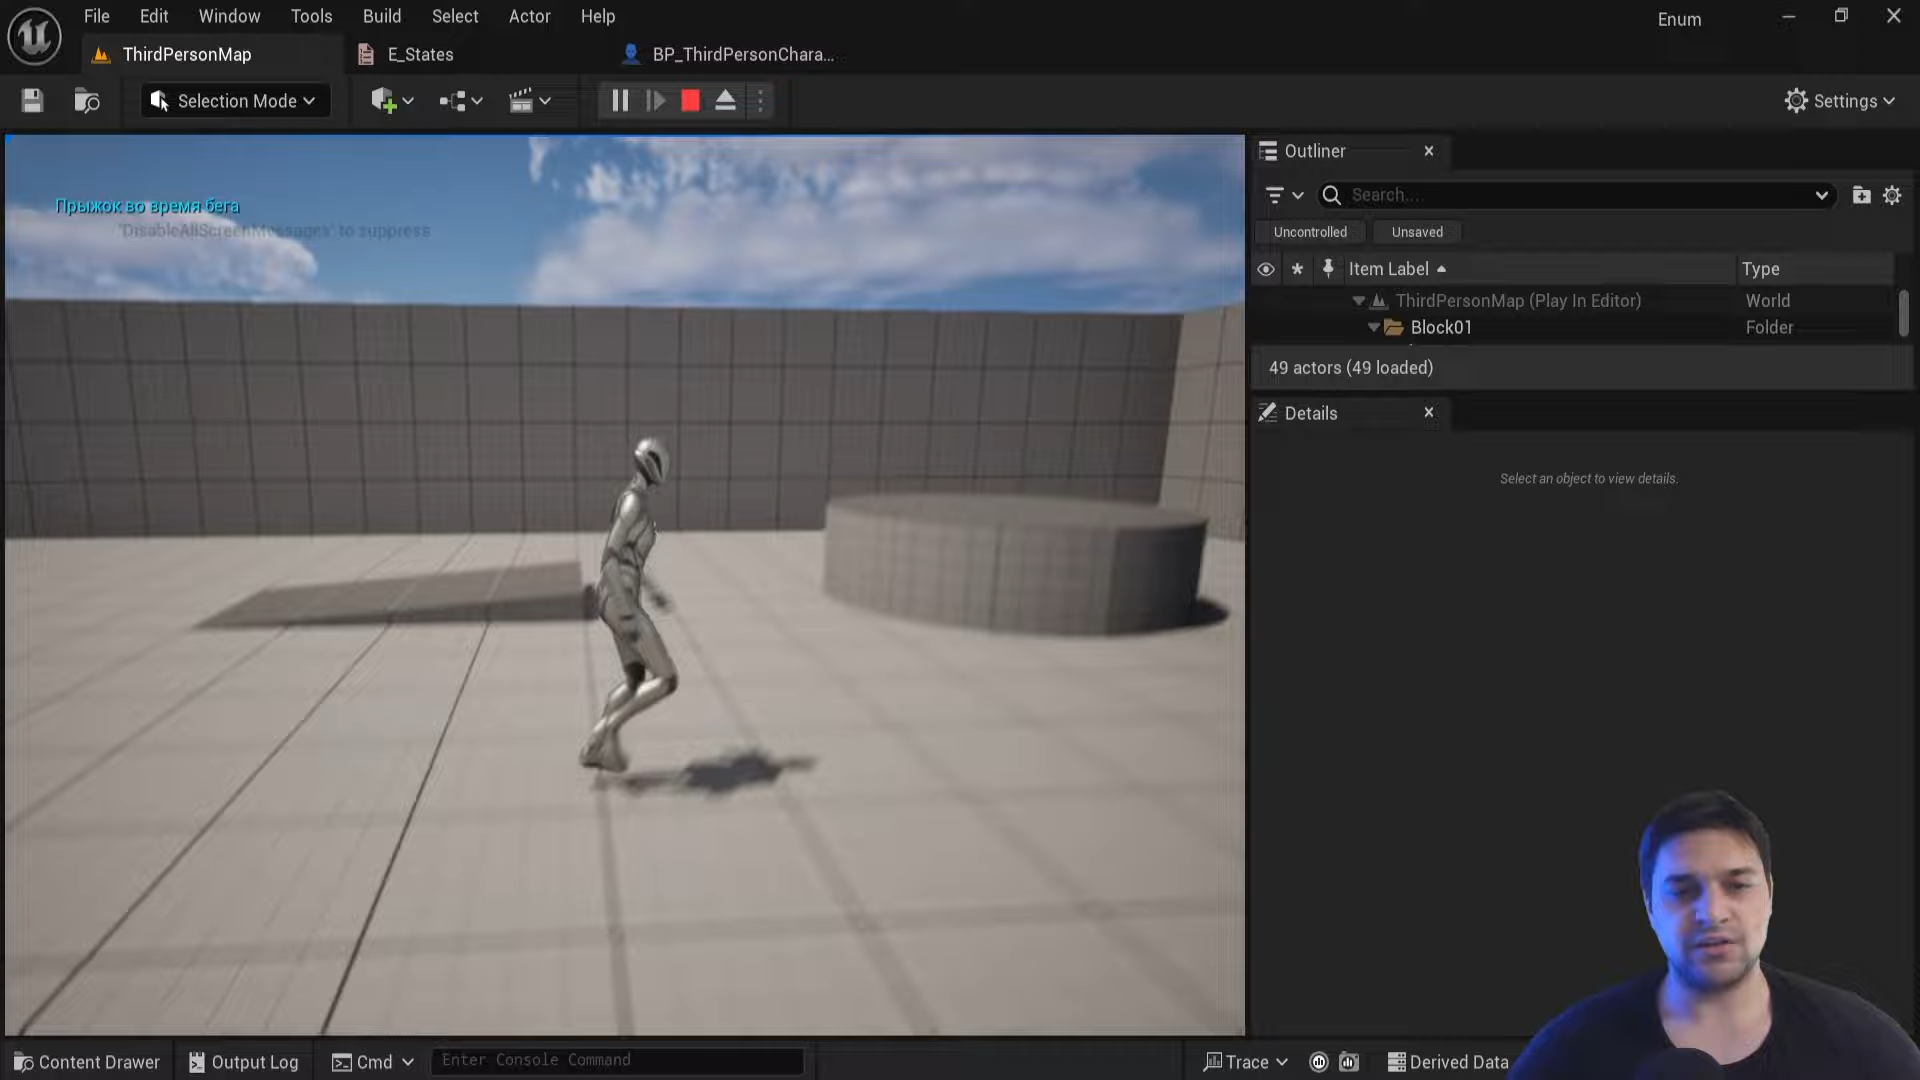 File Edit Window Tools Build Select Actor Help
Enum
ThirdPersonMap
E_States
BP_ThirdPersonChara...
Selection Mode
Settings
Прыжок во время бега
'DisableAllScreenMessages' to suppress
Outliner
Search...
Uncontrolled
Unsaved
Item Label
Type
ThirdPersonMap (Play In Editor)
World
Block01
Folder
49 actors (49 loaded)
Details
Select an object to view details.
Content Drawer
Output Log
Cmd
Enter Console Command
Trace
Derived Data